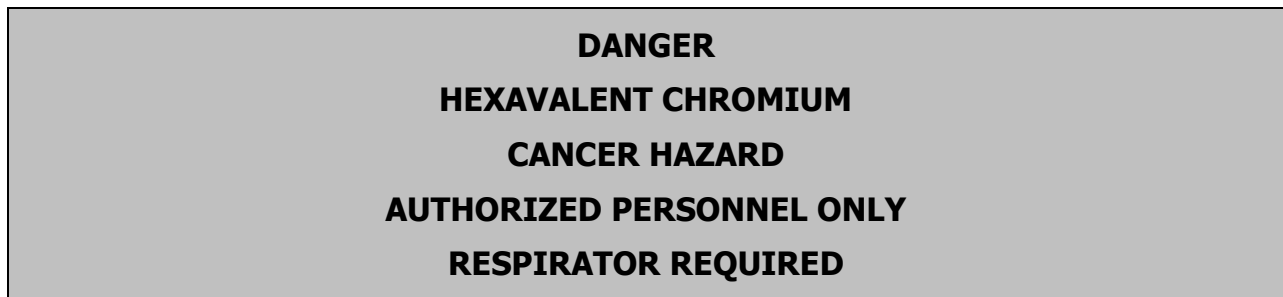 DANGER
HEXAVALENT CHROMIUM
CANCER HAZARD
AUTHORIZED PERSONNEL ONLY
RESPIRATOR REQUIRED